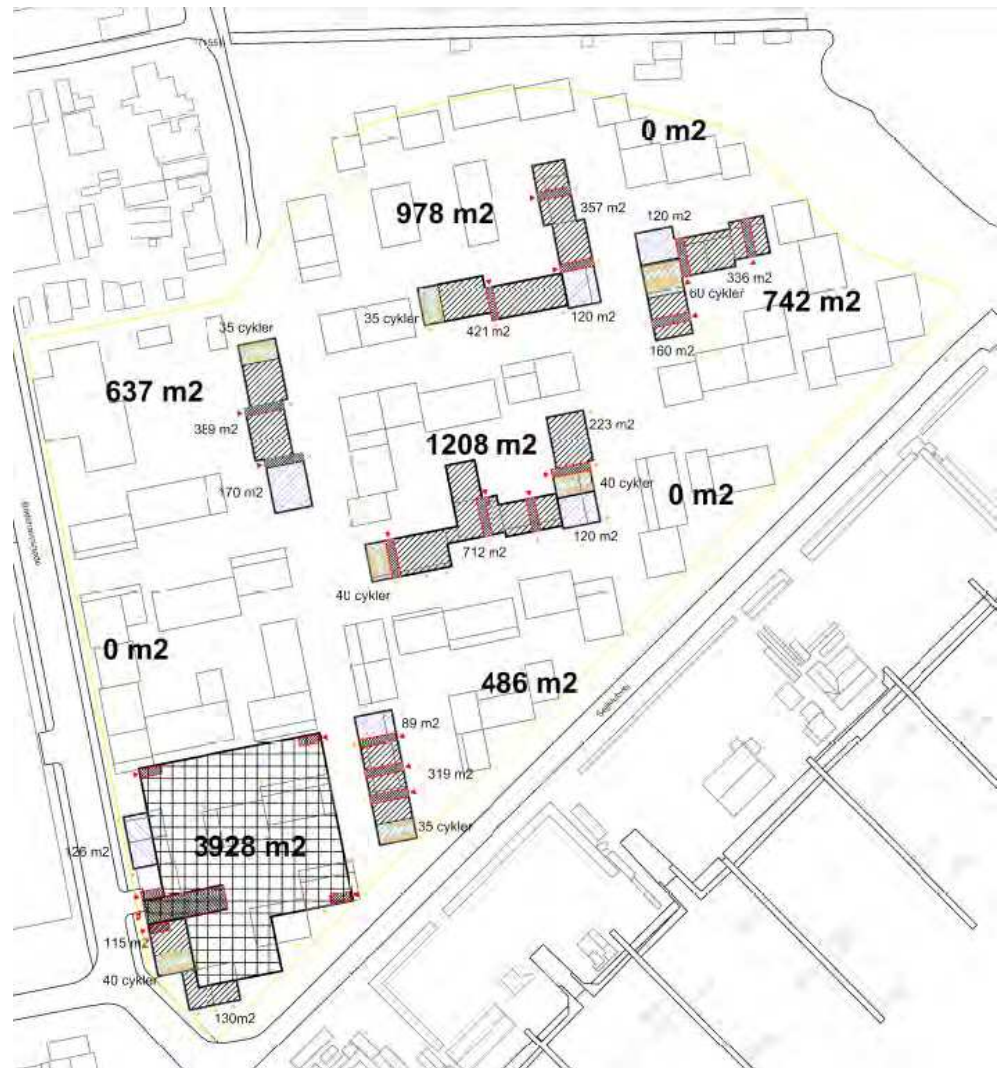 0 m2
978 m2
357 m2
120 m2
336 m2
60 cykler
742 m2
35 cykler
421 m2
120 m2
160 m2
35 cykler
637 m2
389 m2
170 m2
1208 m2
223 m2
40 cykler
0 m2
120 m2
712 m2
40 cykler
0 m2
486 m2
89 m2
319 m2
35 cykler
3928 m2
126 m2
115 m2
40 cykler
130m2